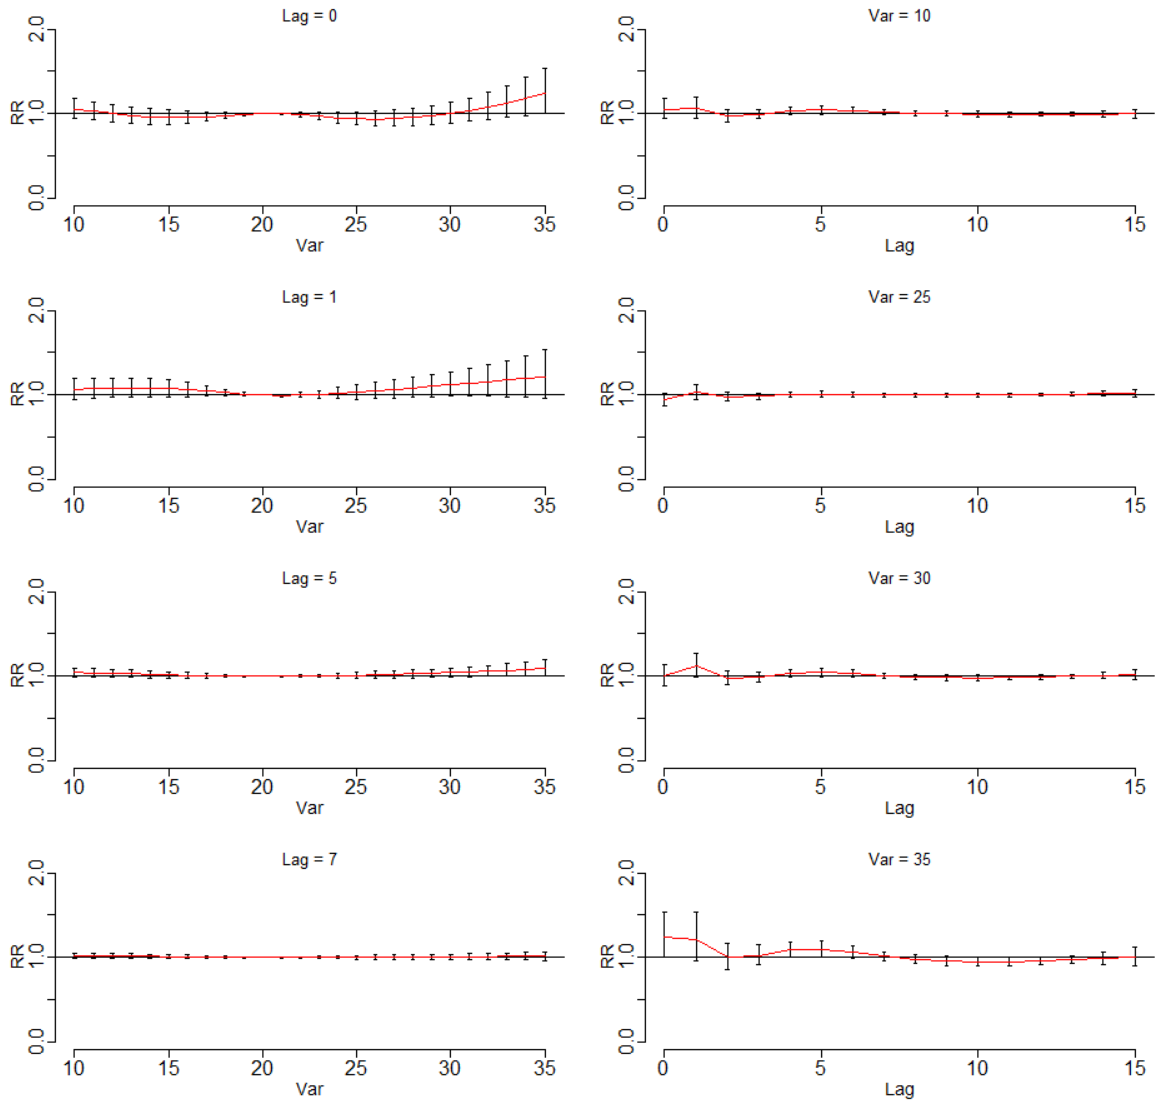 Lag = 0
2.0
1.0
0.0
RR
10 15 20 25 30 35
Var
Var = 10
2.0
1.0
0.0
RR
0 5 10 15
Lag
Lag = 1
2.0
1.0
0.0
RR
10 15 20 25 30 35
Var
Var = 25
2.0
1.0
0.0
RR
0 5 10 15
Lag
Lag = 5
2.0
1.0
0.0
RR
10 15 20 25 30 35
Var
Var = 30
2.0
1.0
0.0
RR
0 5 10 15
Lag
Lag = 7
2.0
1.0
0.0
RR
10 15 20 25 30 35
Var
Var = 35
2.0
1.0
0.0
RR
0 5 10 15
Lag